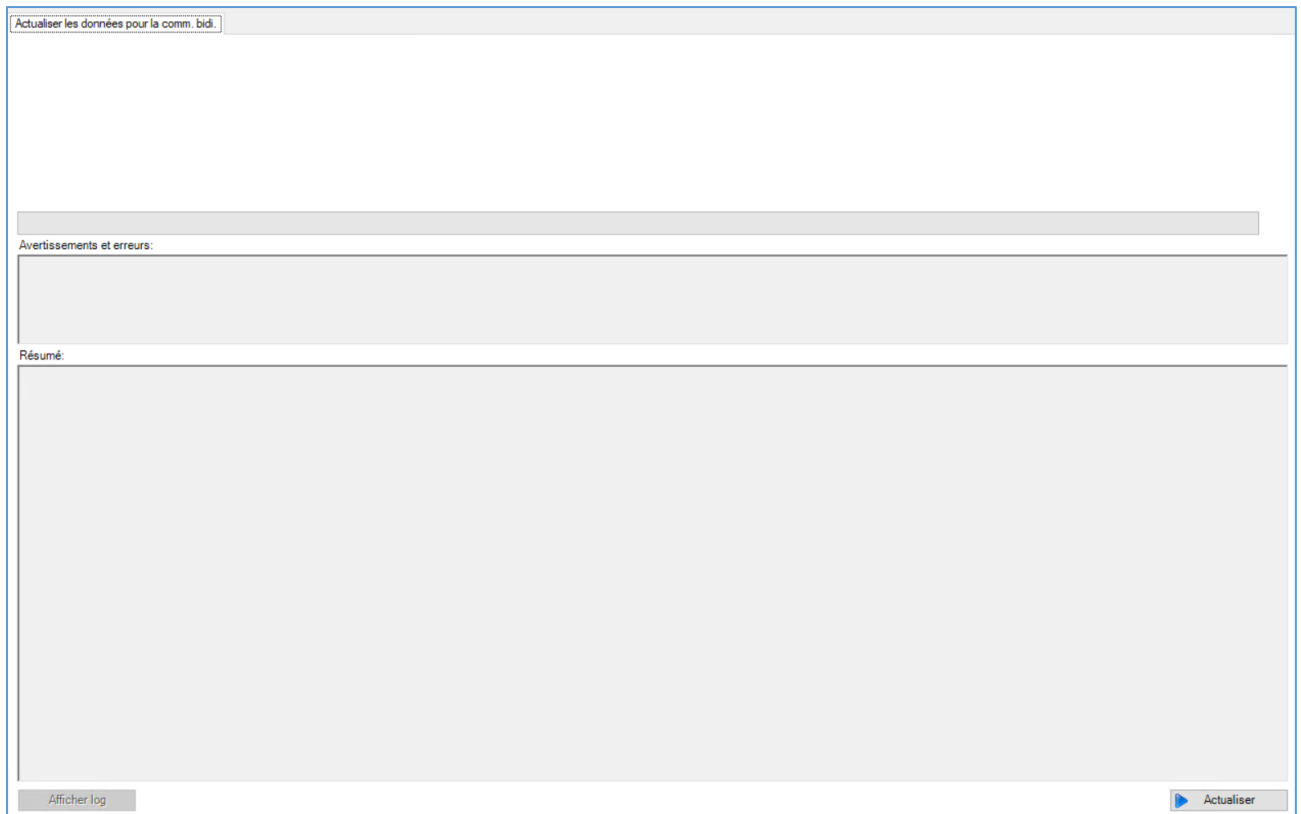 Actualiser les données pour la comm. bidi.
Avertissements et erreurs:
Résumé:
Afficher log
Actualiser